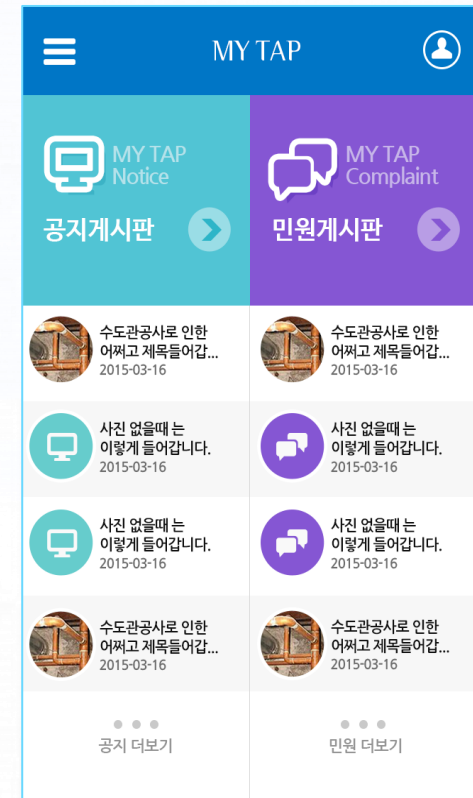 MY TAP
MY TAP
Notice
공지게시판
MY TAP
Complaint
민원게시판
수도관공사로 인한
어쩌고 제목들어갑...
2015-03-16
사진 없을때 는
이렇게 들어갑니다.
2015-03-16
사진 없을때 는
이렇게 들어갑니다.
2015-03-16
수도관공사로 인한
어쩌고 제목들어갑...
2015-03-16
공지 더보기
수도관공사로 인한
어쩌고 제목들어갑...
2015-03-16
사진 없을때 는
이렇게 들어갑니다.
2015-03-16
사진 없을때 는
이렇게 들어갑니다.
2015-03-16
수도관공사로 인한
어쩌고 제목들어갑...
2015-03-16
민원 더보기